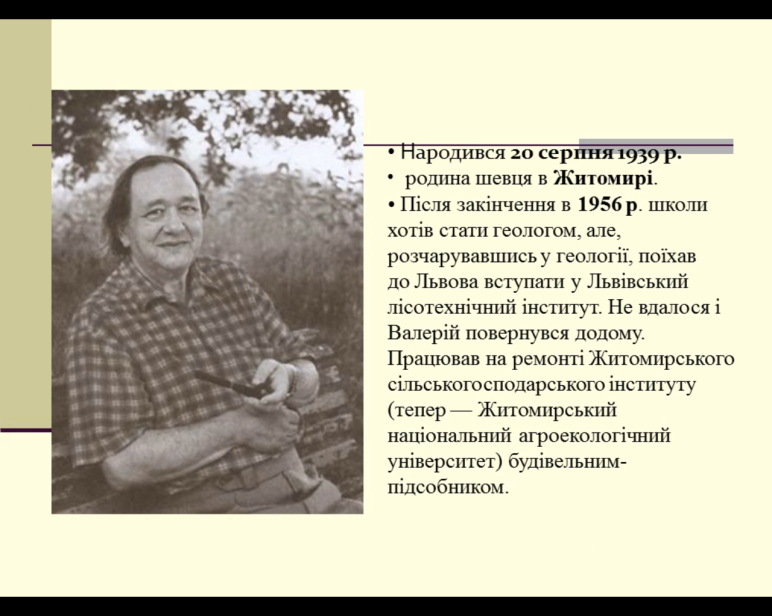 • Народився 20 серпня 1939 р.
• родина шевця в Житомирі.
• Після закінчення в 1956 р. школи
хотів стати геологом, але,
розчарувавшись у геології, поїхав
до Львова вступати у Львівський
лісотехнічний інститут. Не вдалося і
Валерій повернувся додому.
Працював на ремонті Житомирського
сільськогосподарського інституту
(тепер — Житомирський
національний агроекологічний
університет) будівельним-
підсобником.